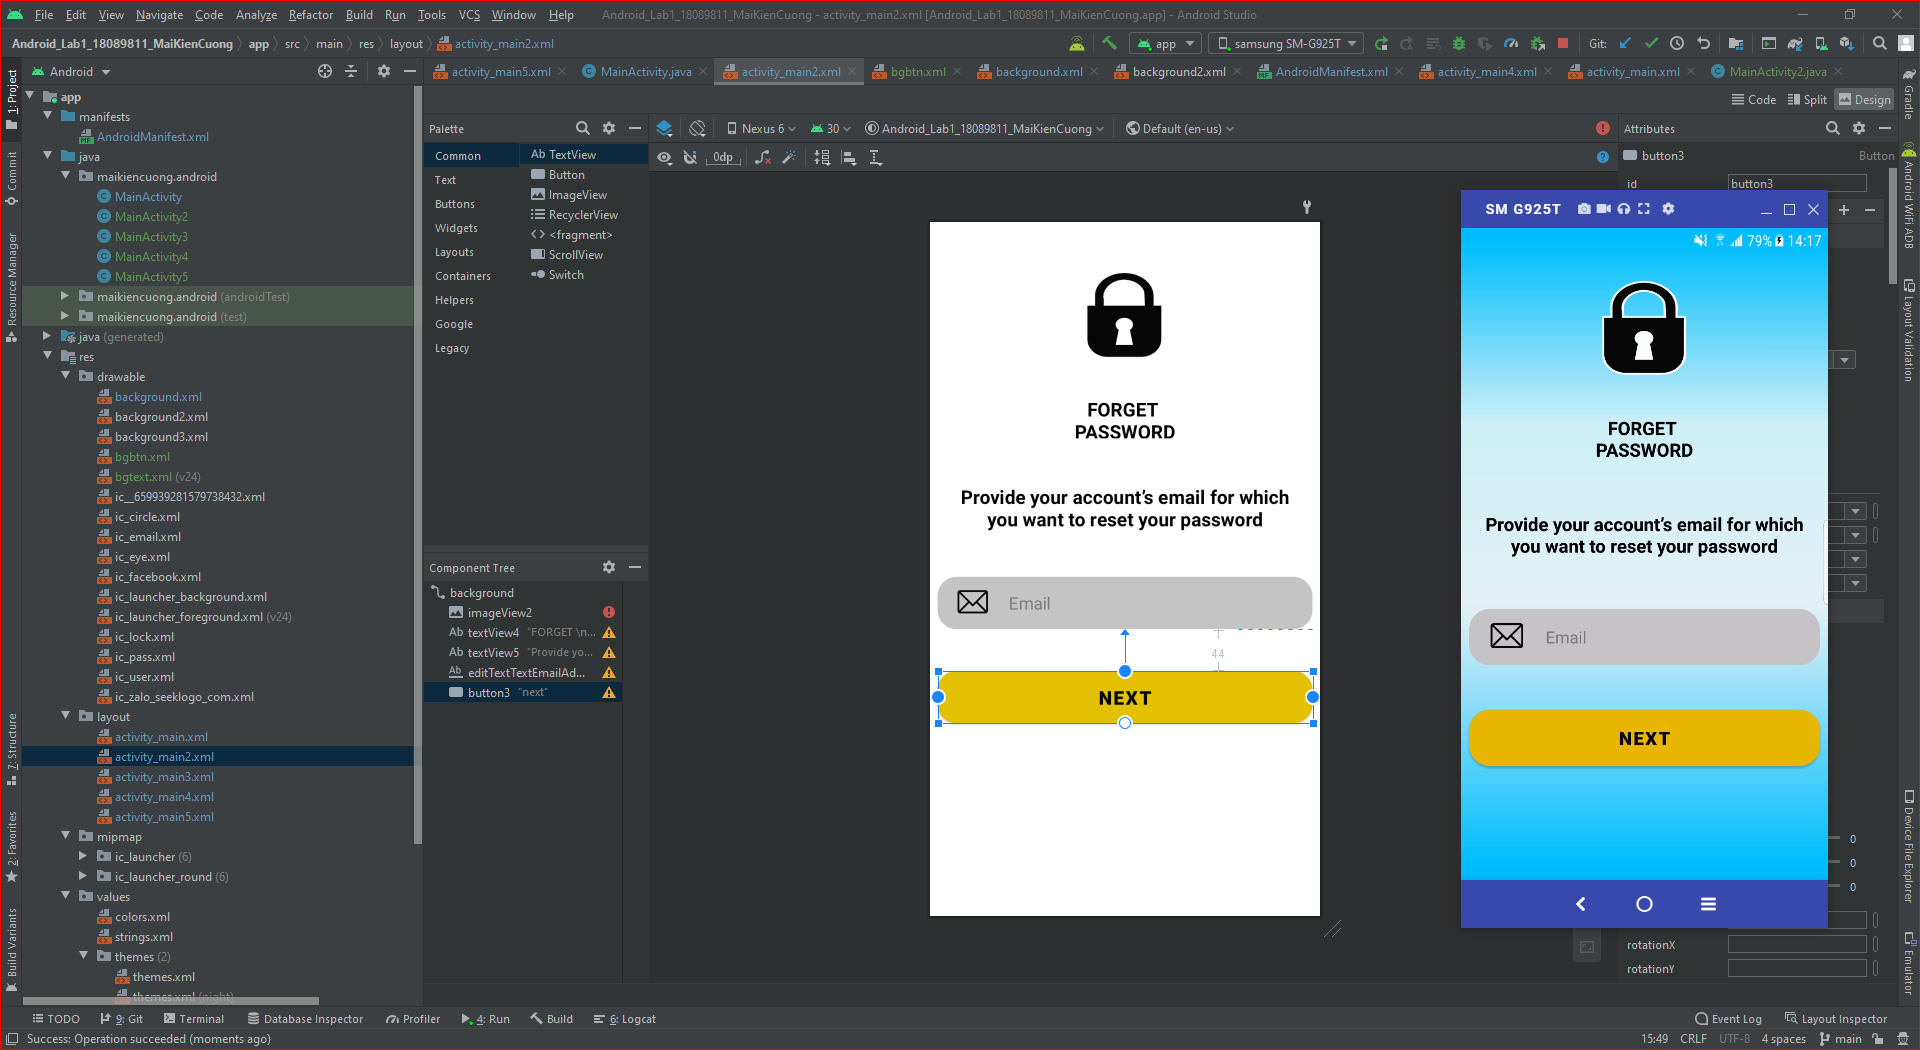 File Edit View Navigate Code Analyze Refactor Build Run Tools VCS Window Help Android_Lab1_18089811_MaiKienCuong - activity_main2.xml [Android_Lab1_18089811_MaiKienCuong.app] - Android Studio
Android_Lab1_18089811_MaiKienCuong app src main res layout activity_main2.xml app samsung SM-G925T Git:
Android
activity_main5.xml MainActivity.java activity_main2.xml bgbtn.xml background.xml background2.xml AndroidManifest.xml activity_main4.xml activity_main.xml MainActivity2.java
Code Split Design
1: Project
Commit
Resource Manager
7: Structure
2: Favorites
Build Variants
app
manifests
AndroidManifest.xml
java
maikiencuong.android
MainActivity
MainActivity2
MainActivity3
MainActivity4
MainActivity5
maikiencuong.android (androidTest)
maikiencuong.android (test)
java (generated)
res
drawable
background.xml
background2.xml
background3.xml
bgbtn.xml
bgtext.xml (v24)
ic__659939281579738432.xml
ic_circle.xml
ic_email.xml
ic_eye.xml
ic_facebook.xml
ic_launcher_background.xml
ic_launcher_foreground.xml (v24)
ic_lock.xml
ic_pass.xml
ic_user.xml
ic_zalo_seeklogo_com.xml
layout
activity_main.xml
activity_main2.xml
activity_main3.xml
activity_main4.xml
activity_main5.xml
mipmap
ic_launcher (6)
ic_launcher_round (6)
values
colors.xml
strings.xml
themes (2)
themes.xml
themes.xml (night)
Palette
Common
Text
Buttons
Widgets
Layouts
Containers
Helpers
Google
Legacy
Ab TextView
Button
ImageView
RecyclerView
<> <fragment>
ScrollView
Switch
Component Tree
background
imageView2
Ab textView4 "FORGET \n...
Ab textView5 "Provide yo...
Ab editTextTextEmailAd...
button3 "next"
Nexus 6 30 Android_Lab1_18089811_MaiKienCuong Default (en-us)
0dp
FORGET
PASSWORD
Provide your account's email for which
you want to reset your password
Email
44
NEXT
Attributes
button3 Button
id button3
SM G925T
79% 14:17
FORGET
PASSWORD
Provide your account's email for which
you want to reset your password
Email
NEXT
0
0
0
rotationX
rotationY
Gradle
Android WiFi ADB
Layout Validation
Device File Explorer
Emulator
TODO 9: Git Terminal Database Inspector Profiler 4: Run Build 6: Logcat Event Log Layout Inspector
Success: Operation succeeded (moments ago) 15:49 CRLF UTF-8 4 spaces main